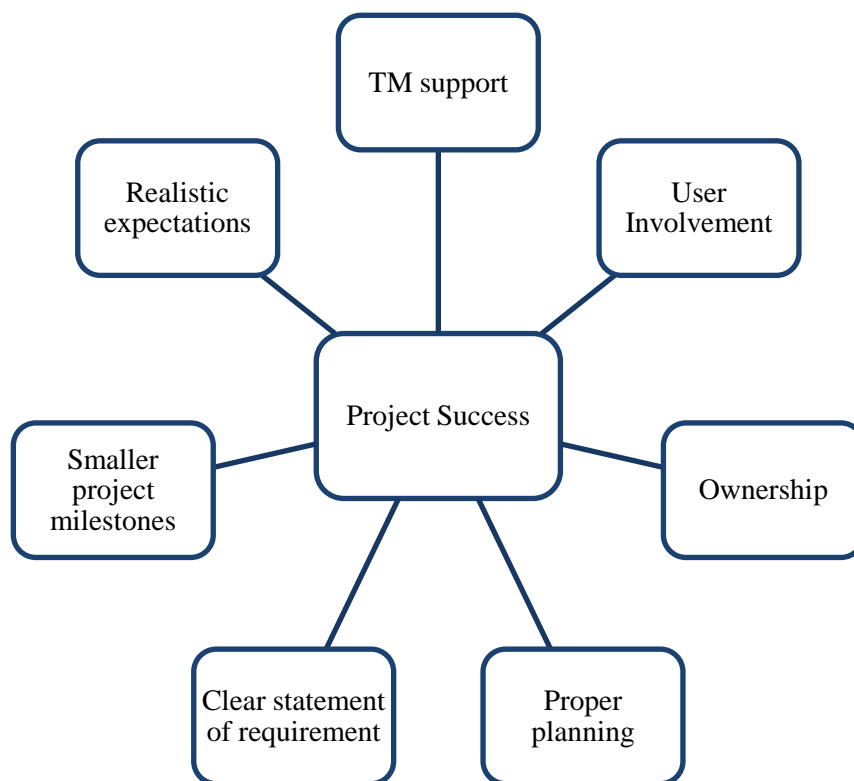 TM support
Realistic
expectations
User
Involvement
Project Success
Smaller
project
milestones
Ownership
Clear statement
of requirement
Proper
planning